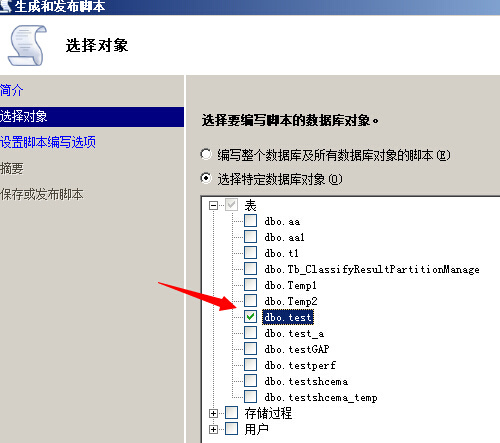 生成和发布脚本
选择对象
简介
选择对象
设置脚本编写选项
摘要
保存或发布脚本
选择要编写脚本的数据库对象。
编写整个数据库及所有数据库对象的脚本(E)
选择特定数据库对象(O)
表
dbo.aa
dbo.aa1
dbo.t1
dbo.Tb_ClassifyResultPartitionManage
dbo.Temp1
dbo.Temp2
dbo.test
dbo.test_a
dbo.testGAP
dbo.testperf
dbo.testshcema
dbo.testshcema_temp
存储过程
用户